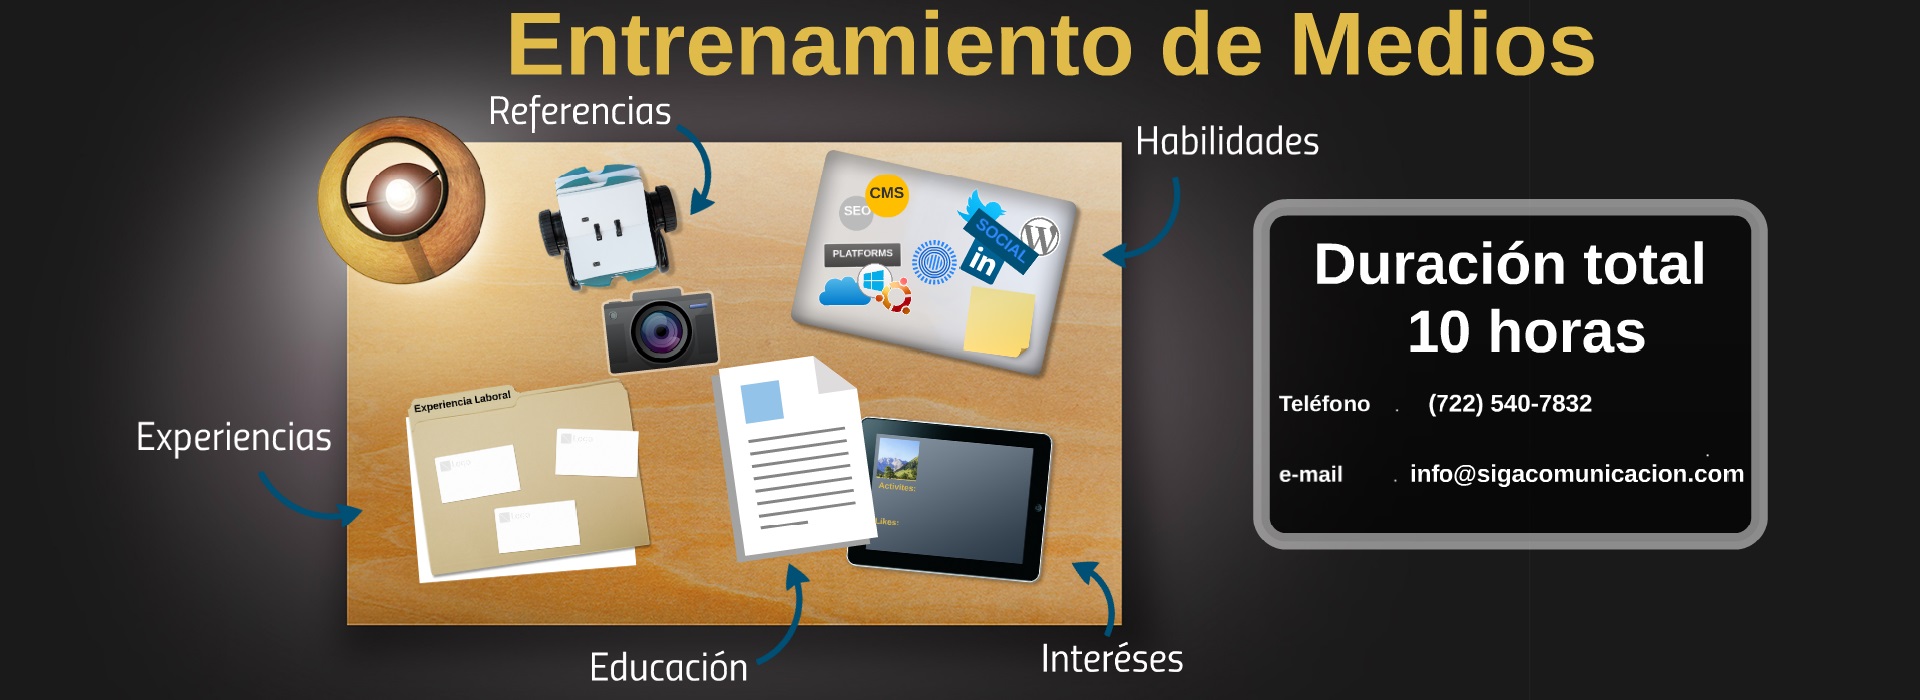 Entrenamiento de Medios
Referencias
Habilidades
CMS
SEO
SOCIAL
W
in
PLATFORMS
Duración total
10 horas
Teléfono . (722) 540-7832
e-mail . info@sigacomunicacion.com
Experiencia Laboral
Experiencias
Activites:
Likes:
Educación
Interéses